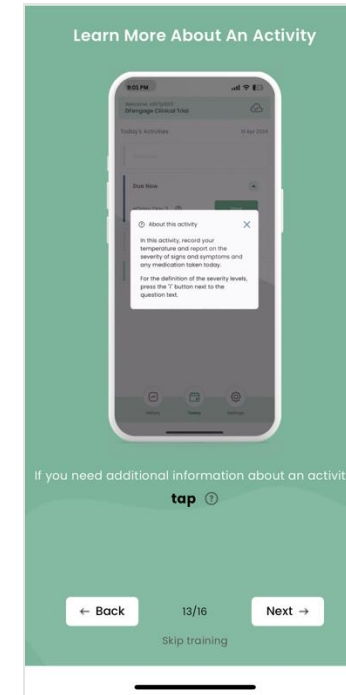 Learn More About An Activity
9:01 PM
DFengage Clinical Trial
Today's Activities
Due Now
About this activity
In this activity, record your
temperature and report on the
severity of signs and symptoms and
any medication taken today.
For the definition of the severity levels,
press the 'i' button next to the
question text.
Today
Settings
If you need additional information about an activit
tap ?
← Back
13/16
Next →
Skip training